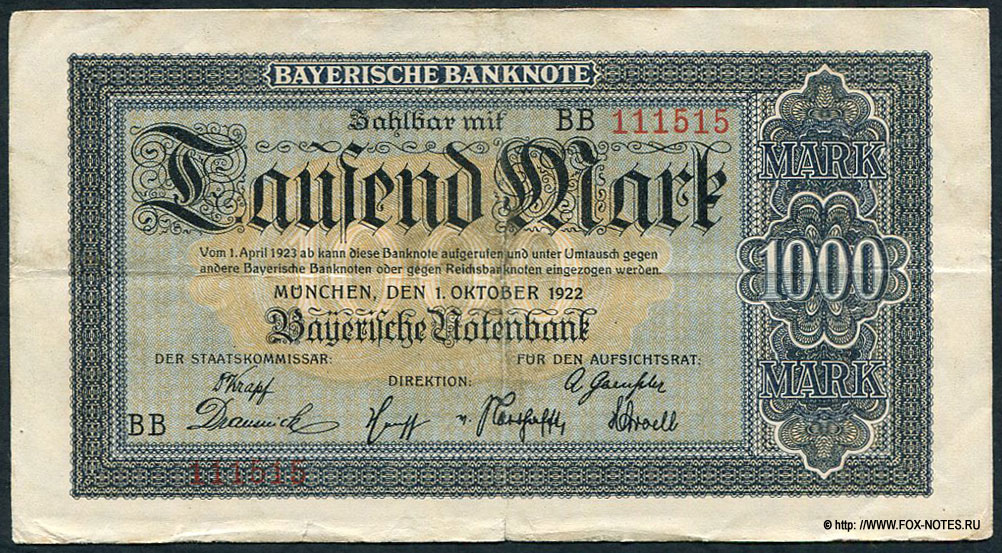 BAYERISCHE BANKNOTE
Zahlbar mit BB 111515
Tausend Mark
Vom 1. April 1923 ab kann diese Banknote aufgerufen und unter Umtausch gegen
andere Bayerische Banknoten oder gegen Reichsbanknoten eingezogen werden.
MÜNCHEN, DEN 1. OKTOBER 1922
Bayerische Notenbank
DER STAATSKOMMISSÄR: FÜR DEN AUFSICHTSRAT:
DIREKTION:
BB
111515
MARK
1000
MARK
1000
© http: //WWW.FOX-NOTES.RU